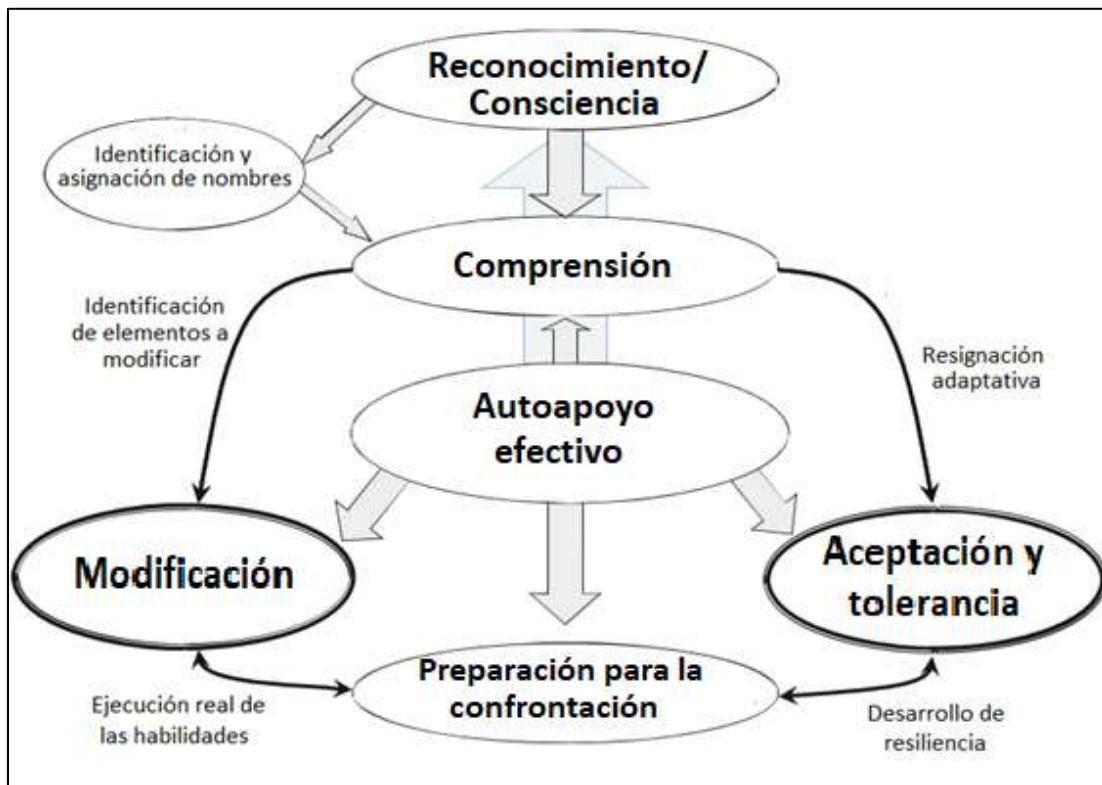 Reconocimiento/
Consciencia
Identificación y
asignación de nombres
Comprensión
Identificación
de elementos a
modificar
Resignación
adaptativa
Autoapoyo
efectivo
Modificación
Aceptación y
tolerancia
Preparación para la
confrontación
Ejecución real de
las habilidades
Desarrollo de
resiliencia